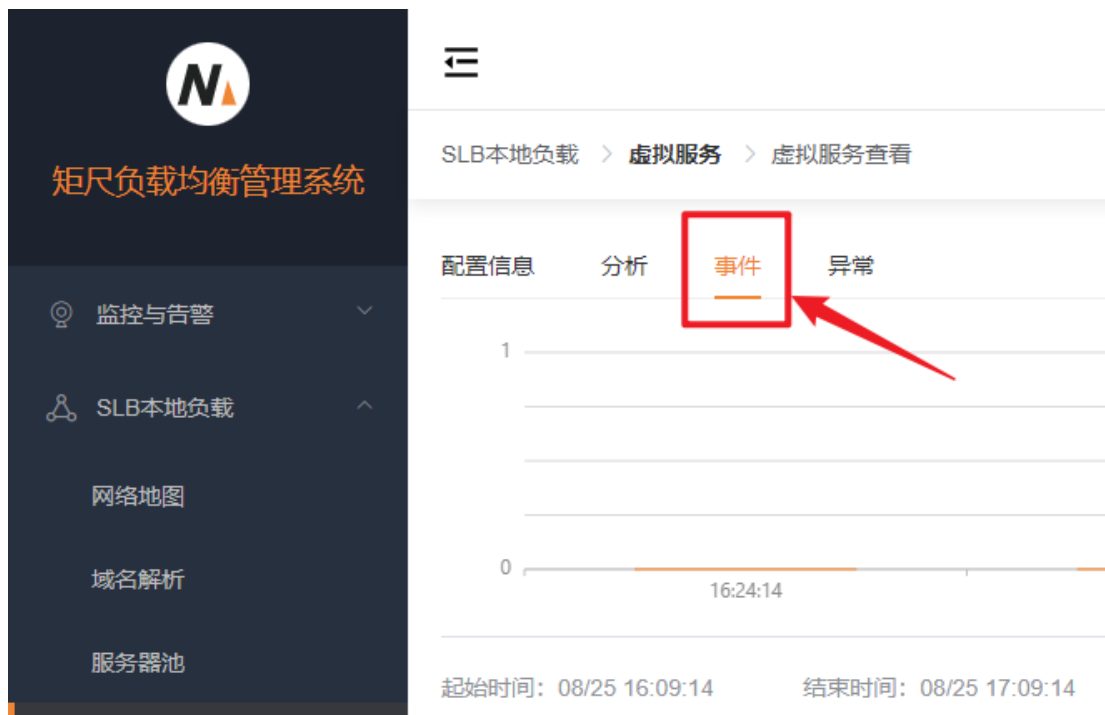 N
矩尺负载均衡管理系统
监控与告警
SLB本地负载
网络地图
域名解析
服务器池
SLB本地负载 > 虚拟服务 > 虚拟服务查看
配置信息 分析 事件 异常
1
0
16:24:14
起始时间：08/25 16:09:14 结束时间：08/25 17:09:14